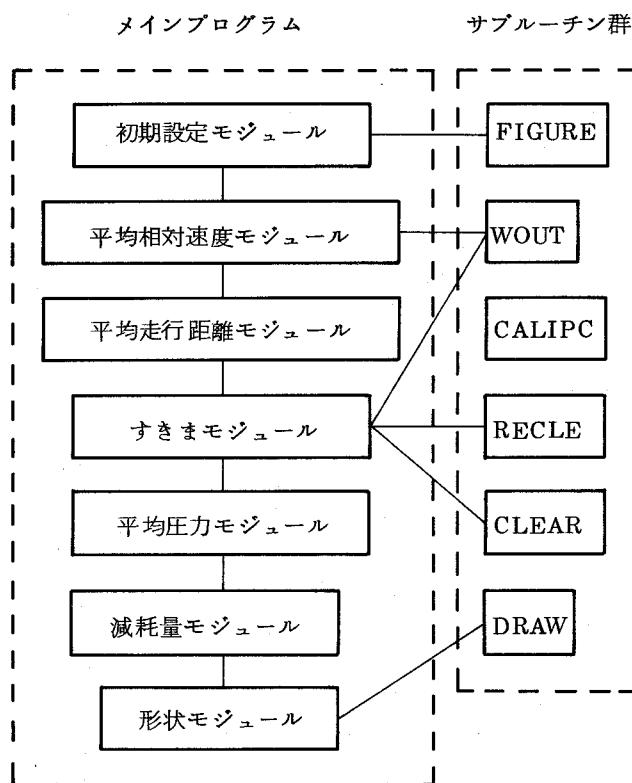 メインプログラム
サブルーチン群
初期設定モジュール
FIGURE
平均相対速度モジュール
WOUT
平均走行距離モジュール
CALIPC
すきまモジュール
RECLE
平均圧力モジュール
CLEAR
減耗量モジュール
DRAW
形状モジュール